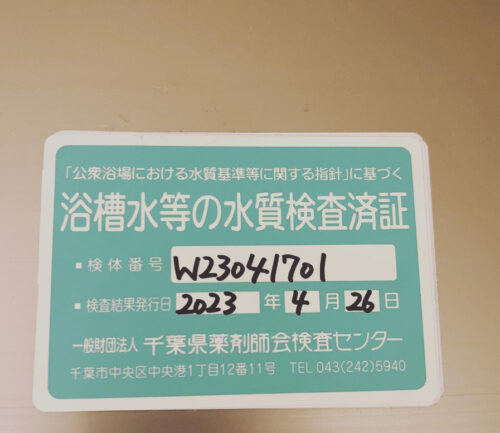 「公衆浴場における水質基準等に関する指針」に基づく
浴槽水等の水質検査済証
▪検体番号 W23041701
▪検査結果発行日 2023 年 4 月 26 日
一般財団法人 千葉県薬剤師会検査センター
千葉市中央区中央港1丁目12番11号 TEL 043(242)5940